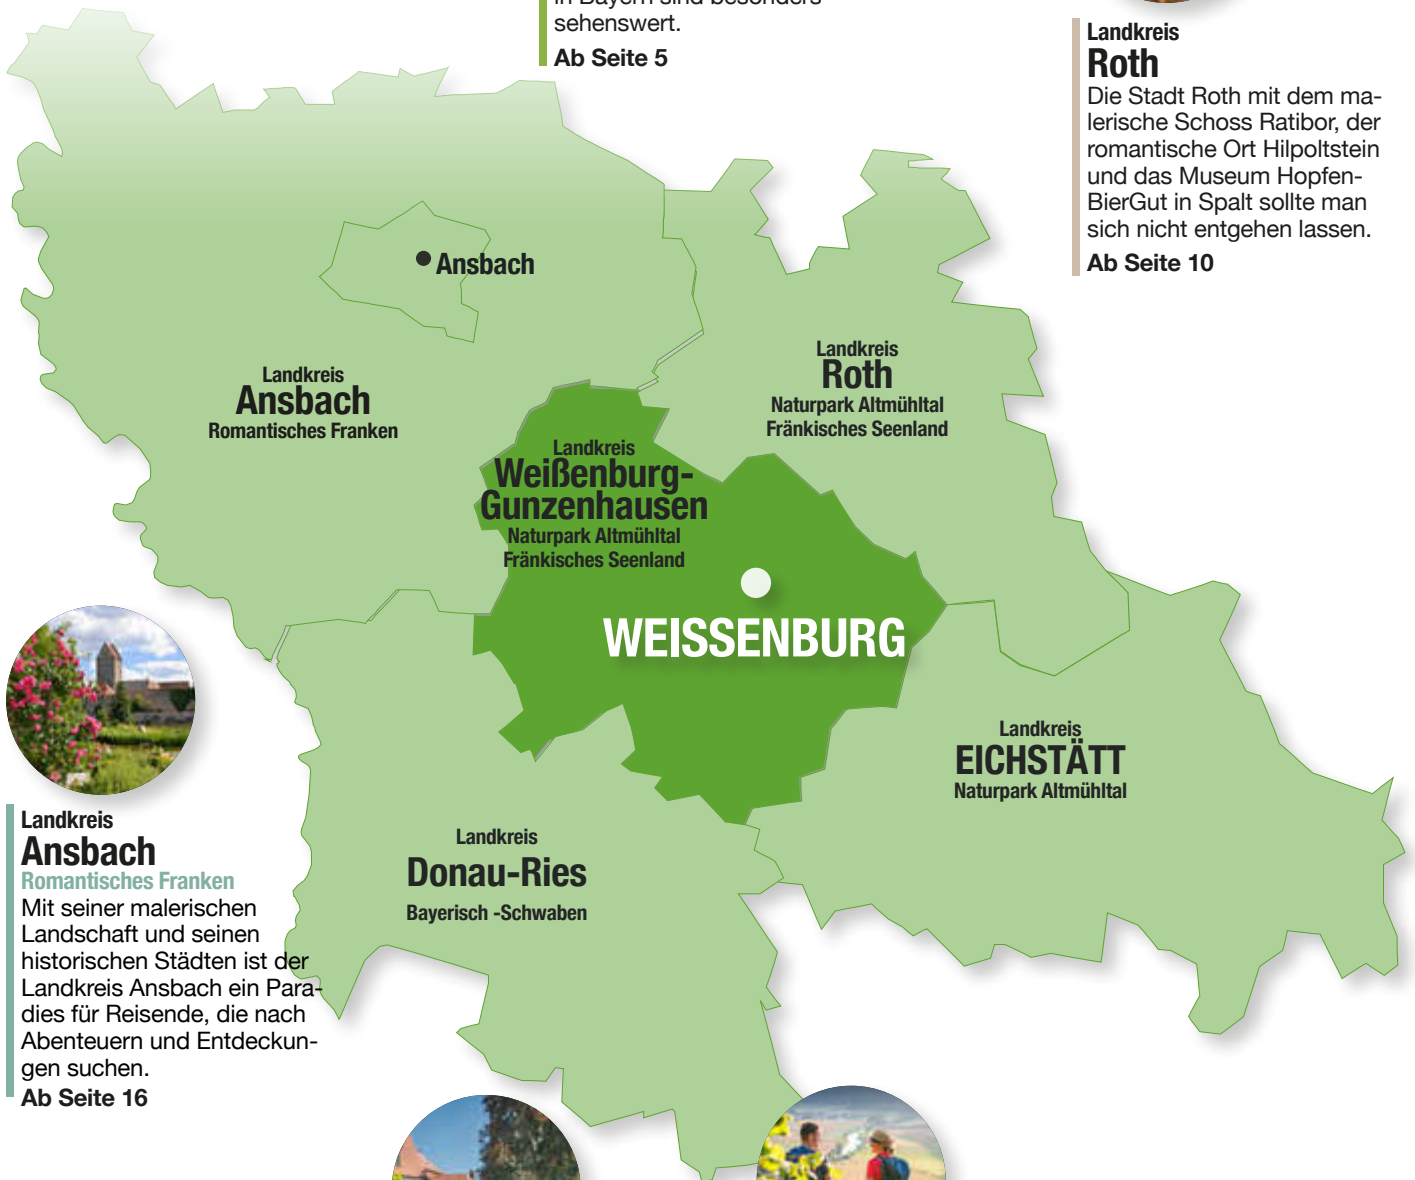 in Bayern sind besonders
sehenswert.
Ab Seite 5
Landkreis
Roth
Die Stadt Roth mit dem ma-
lerische Schoss Ratibor, der
romantische Ort Hilpoltstein
und das Museum Hopfen-
BierGut in Spalt sollte man
sich nicht entgehen lassen.
Ab Seite 10
Ansbach
Landkreis
Ansbach
Romantisches Franken
Landkreis
Roth
Naturpark Altmühltal
Fränkisches Seenland
Landkreis
Weißenburg-
Gunzenhausen
Naturpark Altmühltal
Fränkisches Seenland
WEISSENBURG
Landkreis
EICHSTÄTT
Naturpark Altmühltal
Landkreis
Donau-Ries
Bayerisch -Schwaben
Landkreis
Ansbach
Romantisches Franken
Mit seiner malerischen
Landschaft und seinen
historischen Städten ist der
Landkreis Ansbach ein Para-
dies für Reisende, die nach
Abenteuern und Entdeckun-
gen suchen.
Ab Seite 16